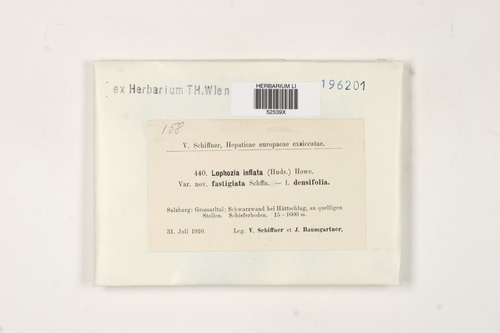 ex Herbarium T.H.Wien
HERBARIUM LI
52539X
196201
158
V. Schiffner, Hepaticae europaeae exsiccatae.
440. Lophozia inflata (Huds.) Howe.
Var. nov. fastigiata Schffn. — f. densifolia.
Salzburg: Grossarltal: Schwarzwand bei Hüttschlag, an quelligen
Stellen. Schieferboden. 15—1600 m.
31. Juli 1910. Leg. V. Schiffner et J. Baumgartner.